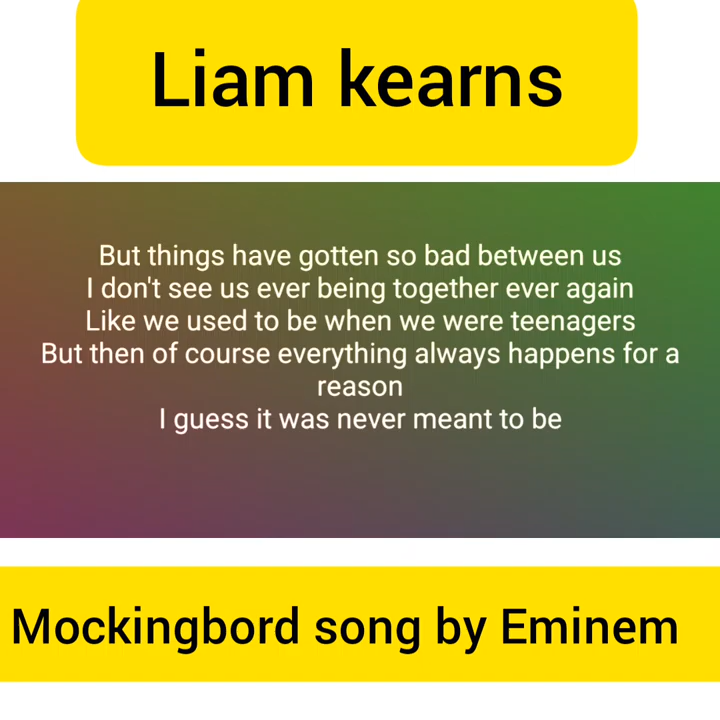 Liam kearns
But things have gotten so bad between us
I don't see us ever being together ever again
Like we used to be when we were teenagers
But then of course everything always happens for a
reason
I guess it was never meant to be
Mockingbord song by Eminem